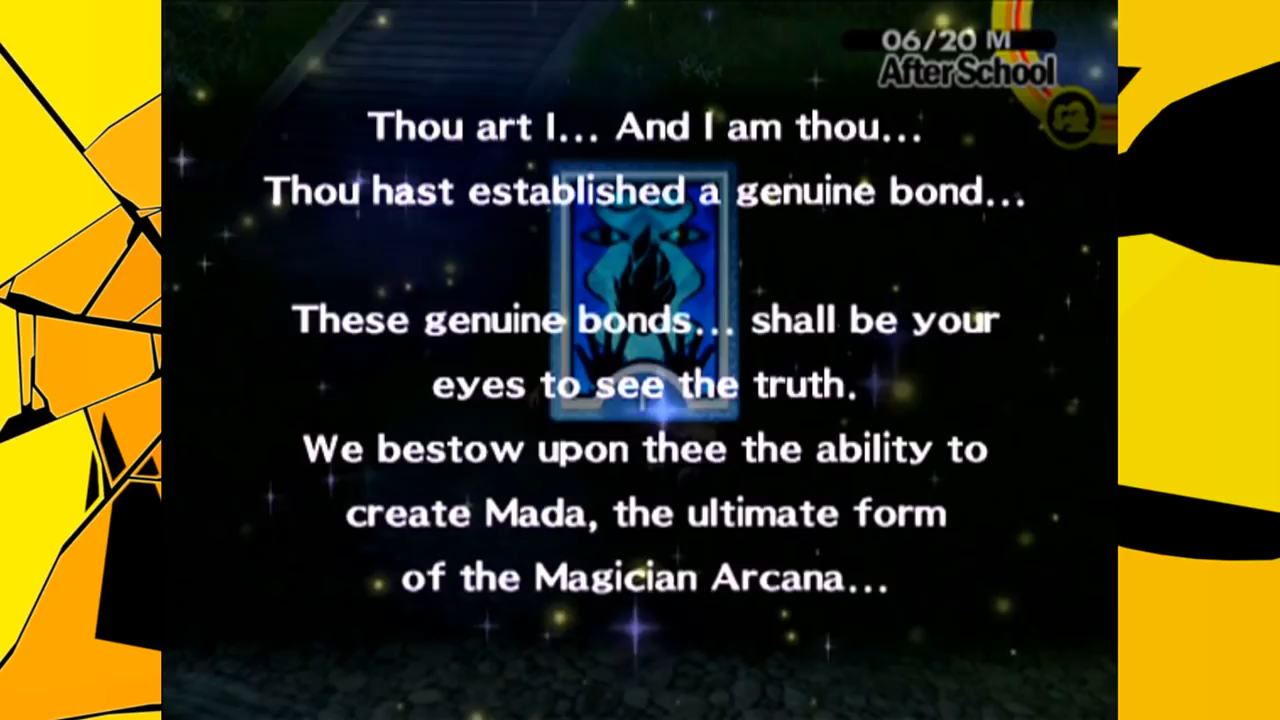 06/20 M
After School
Thou art I... And I am thou...
Thou hast established a genuine bond...
These genuine bonds... shall be your
eyes to see the truth.
We bestow upon thee the ability to
create Mada, the ultimate form
of the Magician Arcana...